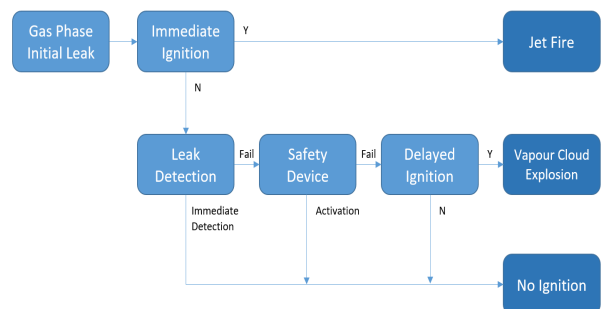 Gas Phase
Initial Leak
Immediate
Ignition
Y
Jet Fire
N
Leak
Detection
Fail
Safety
Device
Fail
Delayed
Ignition
Y
Vapour Cloud
Explosion
Immediate
Detection
Activation
N
No Ignition